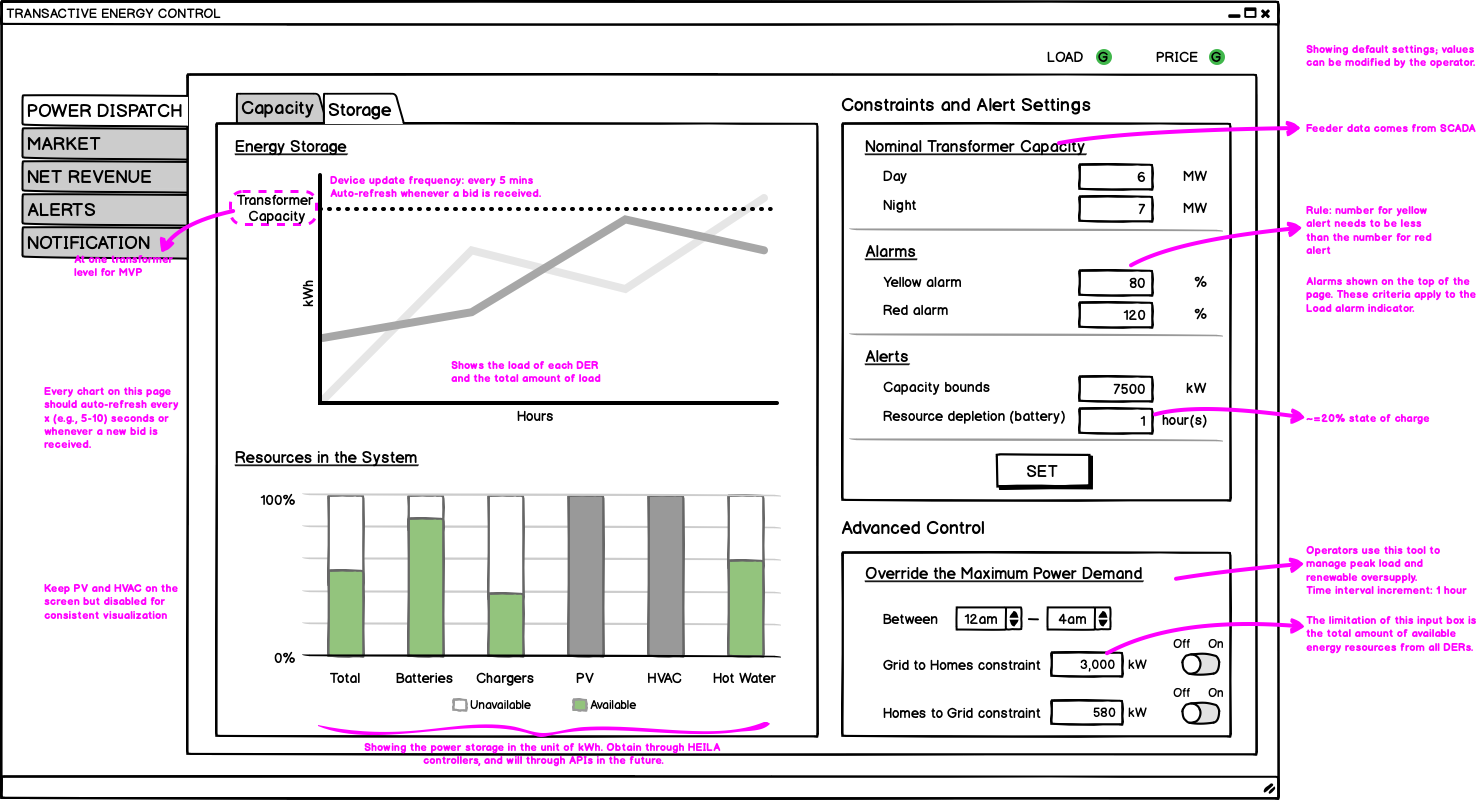 TRANSACTIVE ENERGY CONTROL
LOAD G PRICE G
POWER DISPATCH
MARKET
NET REVENUE
ALERTS
NOTIFICATION
At one transformer
level for MVP
Every chart on this page
should auto-refresh every
x (e.g., 5-10) seconds or
whenever a new bid is
received.
Keep PV and HVAC on the
screen but disabled for
consistent visualization
Capacity Storage
Energy Storage
Device update frequency: every 5 mins
Auto-refresh whenever a bid is received.
Transformer
Capacity
kWh
Shows the load of each DER
and the total amount of load
Hours
Resources in the System
100%
0%
Total Batteries Chargers PV HVAC Hot Water
Unavailable Available
Showing the power storage in the unit of kWh. Obtain through HEILA
controllers, and will through APIs in the future.
Constraints and Alert Settings
Nominal Transformer Capacity
Day 6 MW
Night 7 MW
Alarms
Yellow alarm 80 %
Red alarm 120 %
Alerts
Capacity bounds 7500 kW
Resource depletion (battery) 1 hour(s)
SET
Advanced Control
Override the Maximum Power Demand
Between 12am – 4am
Off On
Grid to Homes constraint 3,000 kW
Off On
Homes to Grid constraint 580 kW
Showing default settings; values
can be modified by the operator.
Feeder data comes from SCADA
Rule: number for yellow
alert needs to be less
than the number for red
alert
Alarms shown on the top of the
page. These criteria apply to the
Load alarm indicator.
~=20% state of charge
Operators use this tool to
manage peak load and
renewable oversupply.
Time interval increment: 1 hour
The limitation of this input box is
the total amount of available
energy resources from all DERs.